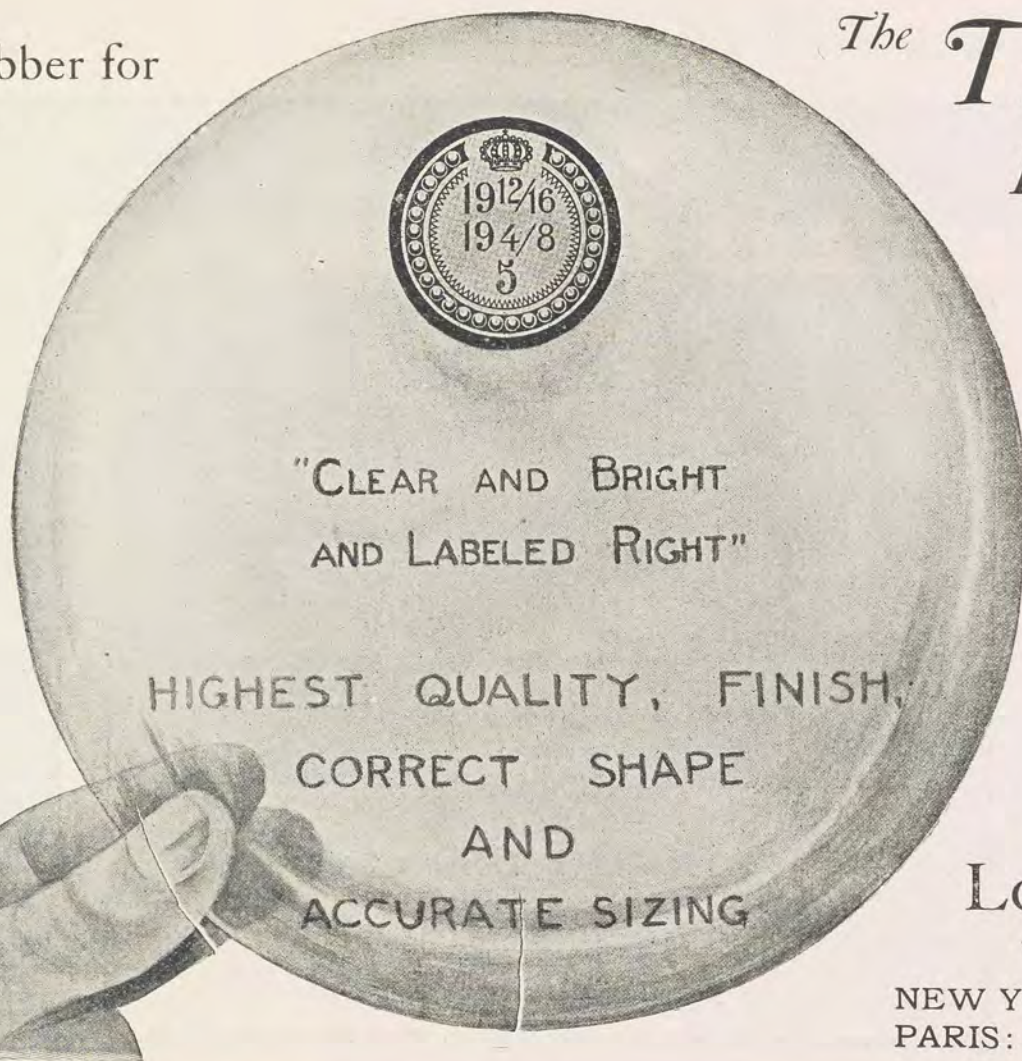 for
The
19 12/16
19 4/8
5
"CLEAR AND BRIGHT
AND LABELED RIGHT"
HIGHEST QUALITY, FINISH,
CORRECT SHAPE
AND
ACCURATE SIZING
NEW
PARIS: